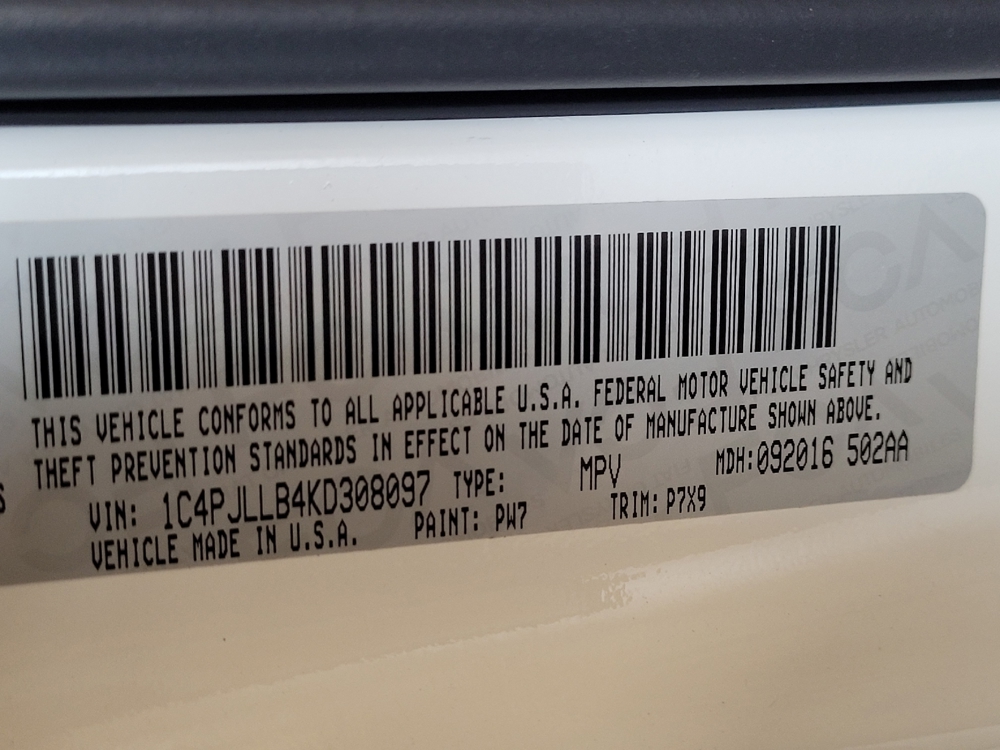 THIS VEHICLE CONFORMS TO ALL APPLICABLE U.S.A. FEDERAL MOTOR VEHICLE SAFETY AND
THEFT PREVENTION STANDARDS IN EFFECT ON THE DATE OF MANUFACTURE SHOWN ABOVE.
VIN: 1C4PJLLB4KD308097 TYPE: MPV MDH:092016 502AA
VEHICLE MADE IN U.S.A. PAINT: PW7 TRIM: P7X9